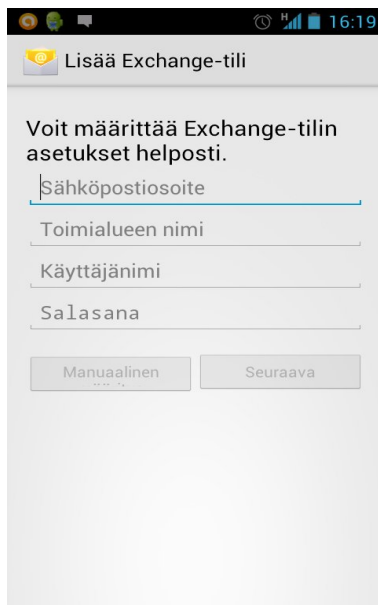 H 16:19
Lisää Exchange-tili
Voit määrittää Exchange-tilin
asetukset helposti.
Sähköpostiosoite
Toimialueen nimi
Käyttäjänimi
Salasana
Manuaalinen
Seuraava